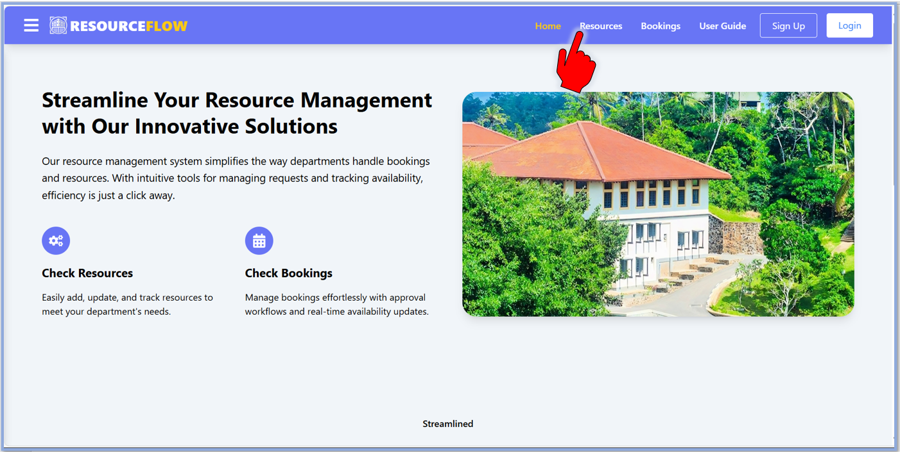 RESOURCEFLOW
Home Resources Bookings User Guide Sign Up Login
Streamline Your Resource Management
with Our Innovative Solutions
Our resource management system simplifies the way departments handle bookings
and resources. With intuitive tools for managing requests and tracking availability,
efficiency is just a click away.
Check Resources
Easily add, update, and track resources to
meet your department's needs.
Check Bookings
Manage bookings effortlessly with approval
workflows and real-time availability updates.
Streamlined